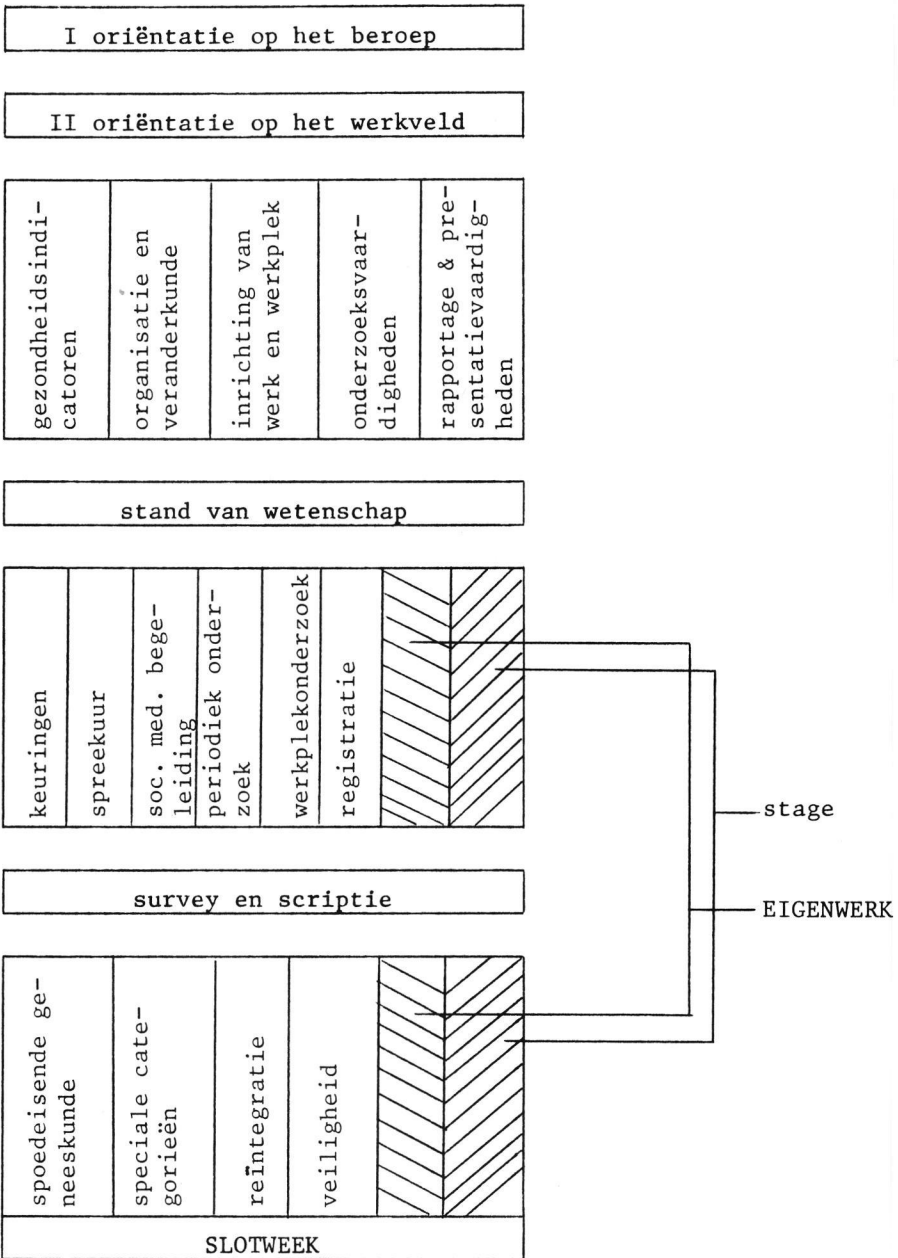 I oriëntatie op het beroep
II oriëntatie op het werkveld
gezondheidsindi-
catoren
organisatie en
veranderkunde
inrichting van
werk en werkplek
onderzoeksvaar-
digheden
rapportage & pre-
sentatievaardig-
heden
stand van wetenschap
keuringen
spreekuur
soc. med. bege-
leiding
periodiek onder-
zoek
werkplekonderzoek
registratie
stage
survey en scriptie
EIGENWERK
spoedeisende ge-
neeskunde
speciale cate-
gorieën
reïntegratie
veiligheid
SLOTWEEK